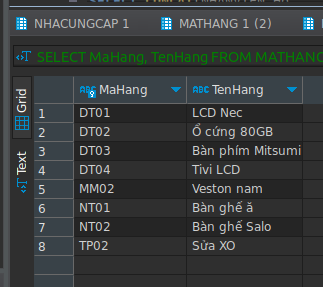 NHACUNGCAP 1 MATHANG 1 (2)
SELECT MaHang, TenHang FROM MATHANG
Grid
Text
MaHang TenHang
1 DT01 LCD Nec
2 DT02 Ổ cứng 80GB
3 DT03 Bàn phím Mitsumi
4 DT04 Tivi LCD
5 MM02 Veston nam
6 NT01 Bàn ghế ă
7 NT02 Bàn ghế Salo
8 TP02 Sửa XO